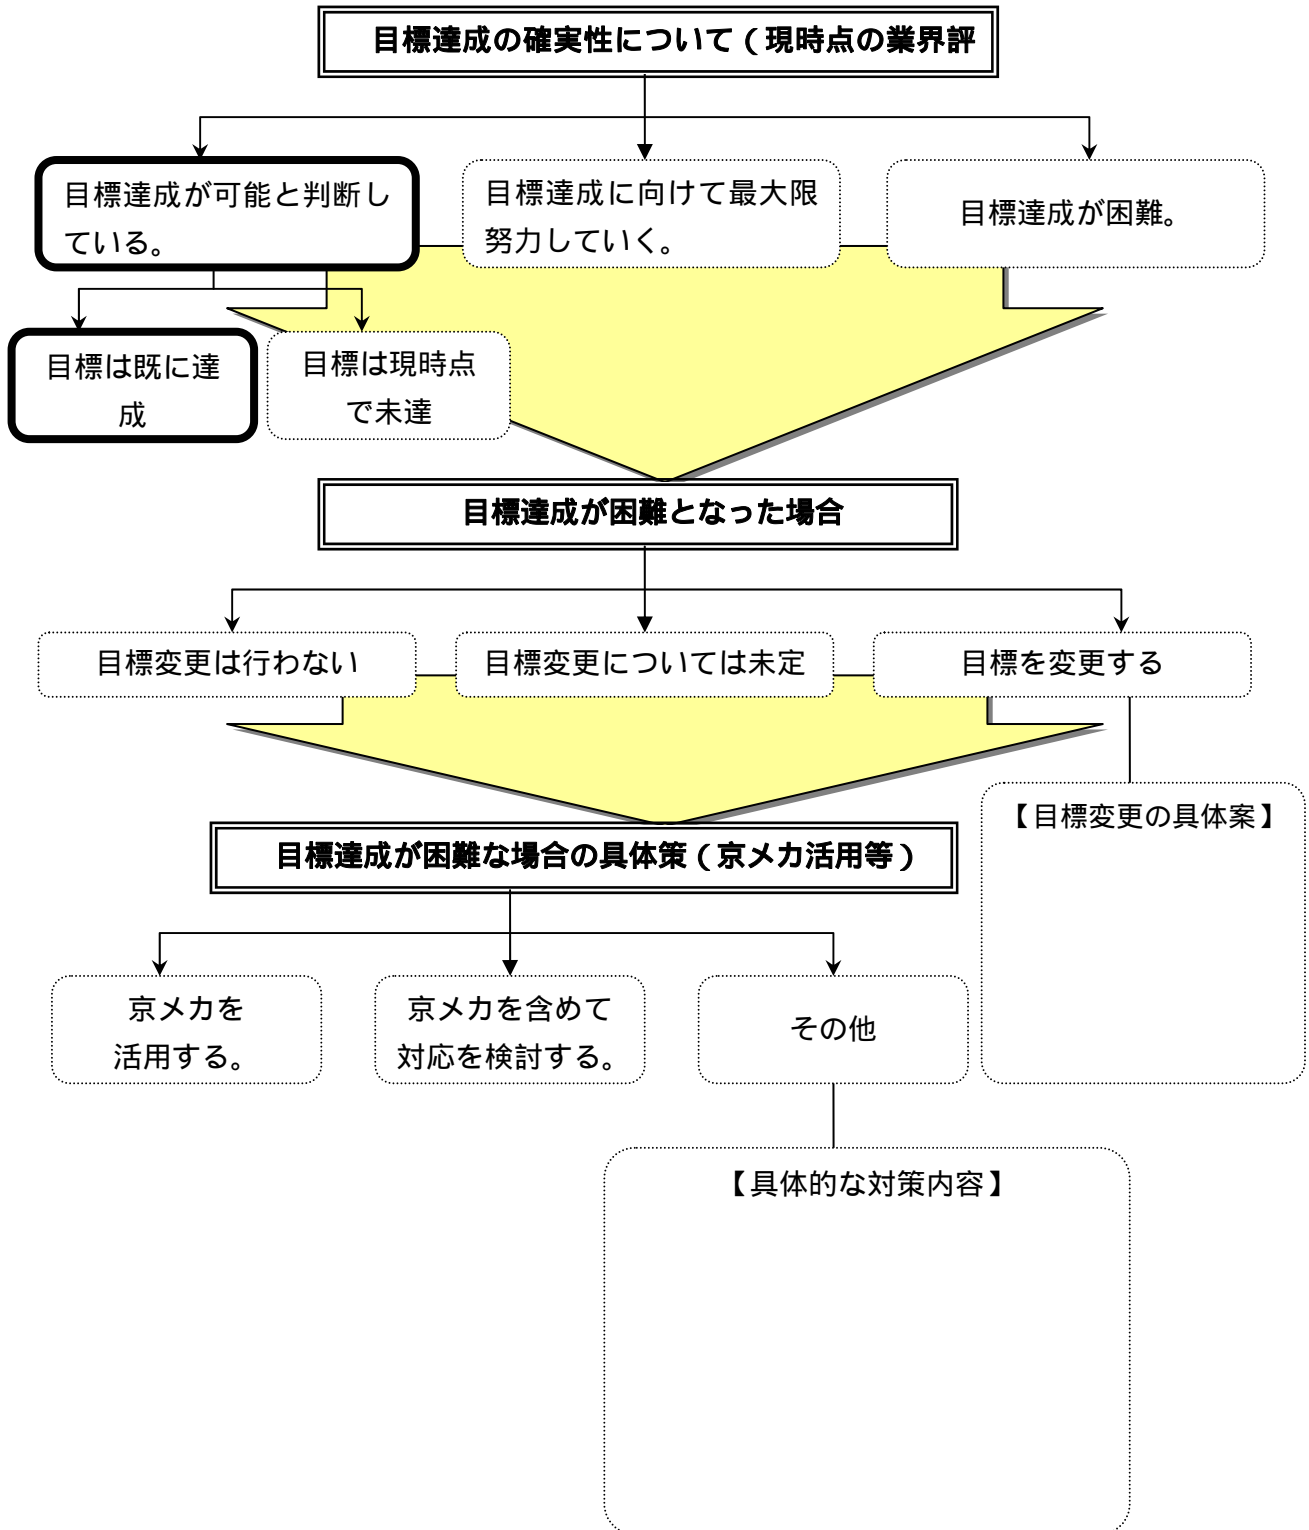 目標達成の確実性について（現時点の業界評
目標達成が可能と判断し
ている。
目標達成に向けて最大限
努力していく。
目標達成が困難。
目標は既に達
成
目標は現時点
で未達
目標達成が困難となった場合
目標変更は行わない
目標変更については未定
目標を変更する
【目標変更の具体案】
目標達成が困難な場合の具体策（京メカ活用等）
京メカを
活用する。
京メカを含めて
対応を検討する。
その他
【具体的な対策内容】